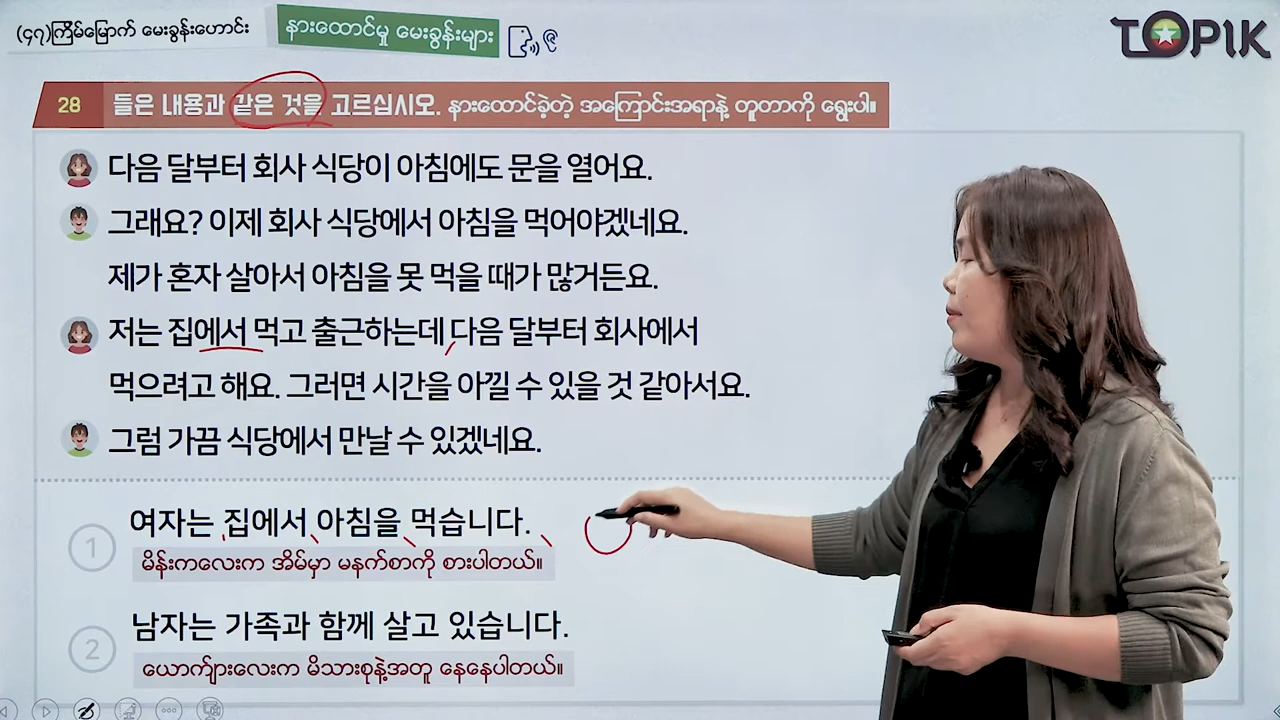 (၄၇)ကြိမ်မြောက် မေးခွန်းဟောင်း
နားထောင်မှု မေးခွန်းများ
TOPIK
28 들은 내용과 같은 것을 고르십시오. နားထောင်ခဲ့တဲ့ အကြောင်းအရာနဲ့ တူတာကို ရွေးပါ။
다음 달부터 회사 식당이 아침에도 문을 열어요.
그래요? 이제 회사 식당에서 아침을 먹어야겠네요.
제가 혼자 살아서 아침을 못 먹을 때가 많거든요.
저는 집에서 먹고 출근하는데 다음 달부터 회사에서
먹으려고 해요. 그러면 시간을 아낄 수 있을 것 같아서요.
그럼 가끔 식당에서 만날 수 있겠네요.
1 여자는 집에서 아침을 먹습니다.
မိန်းကလေးက အိမ်မှာ မနက်စာကို စားပါတယ်။
2 남자는 가족과 함께 살고 있습니다.
ယောက်ျားလေးက မိသားစုနဲ့အတူ နေနေပါတယ်။